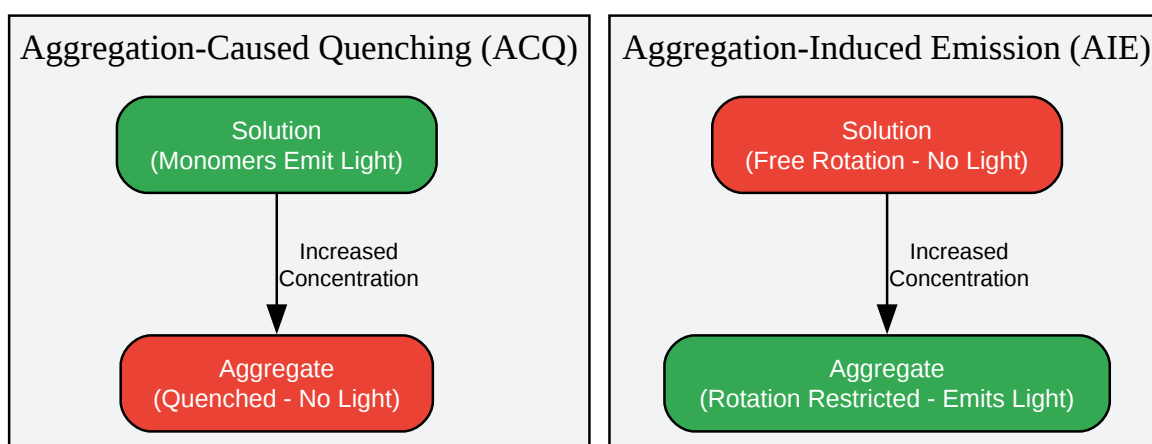 Aggregation-Caused Quenching (ACQ)
Solution
(Monomers Emit Light)
Increased
Concentration
Aggregate
(Quenched - No Light)
Aggregation-Induced Emission (AIE)
Solution
(Free Rotation - No Light)
Increased
Concentration
Aggregate
(Rotation Restricted - Emits Light)